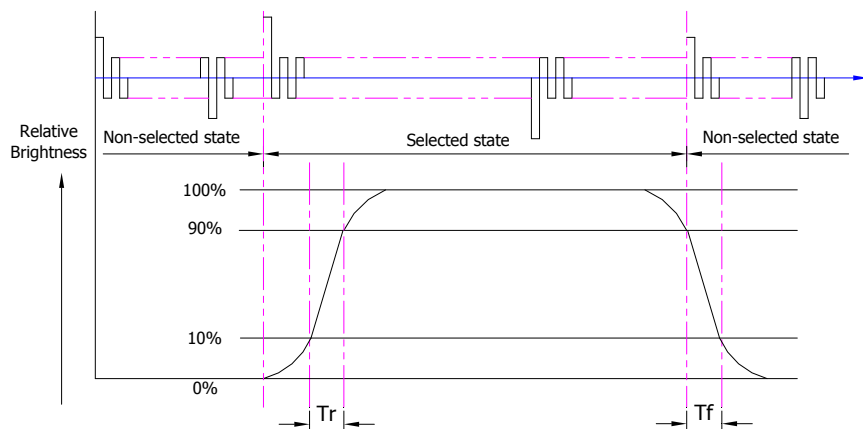 Relative
Brightness
Non-selected state
Selected state
Non-selected state
100%
90%
10%
0%
Tr
Tf